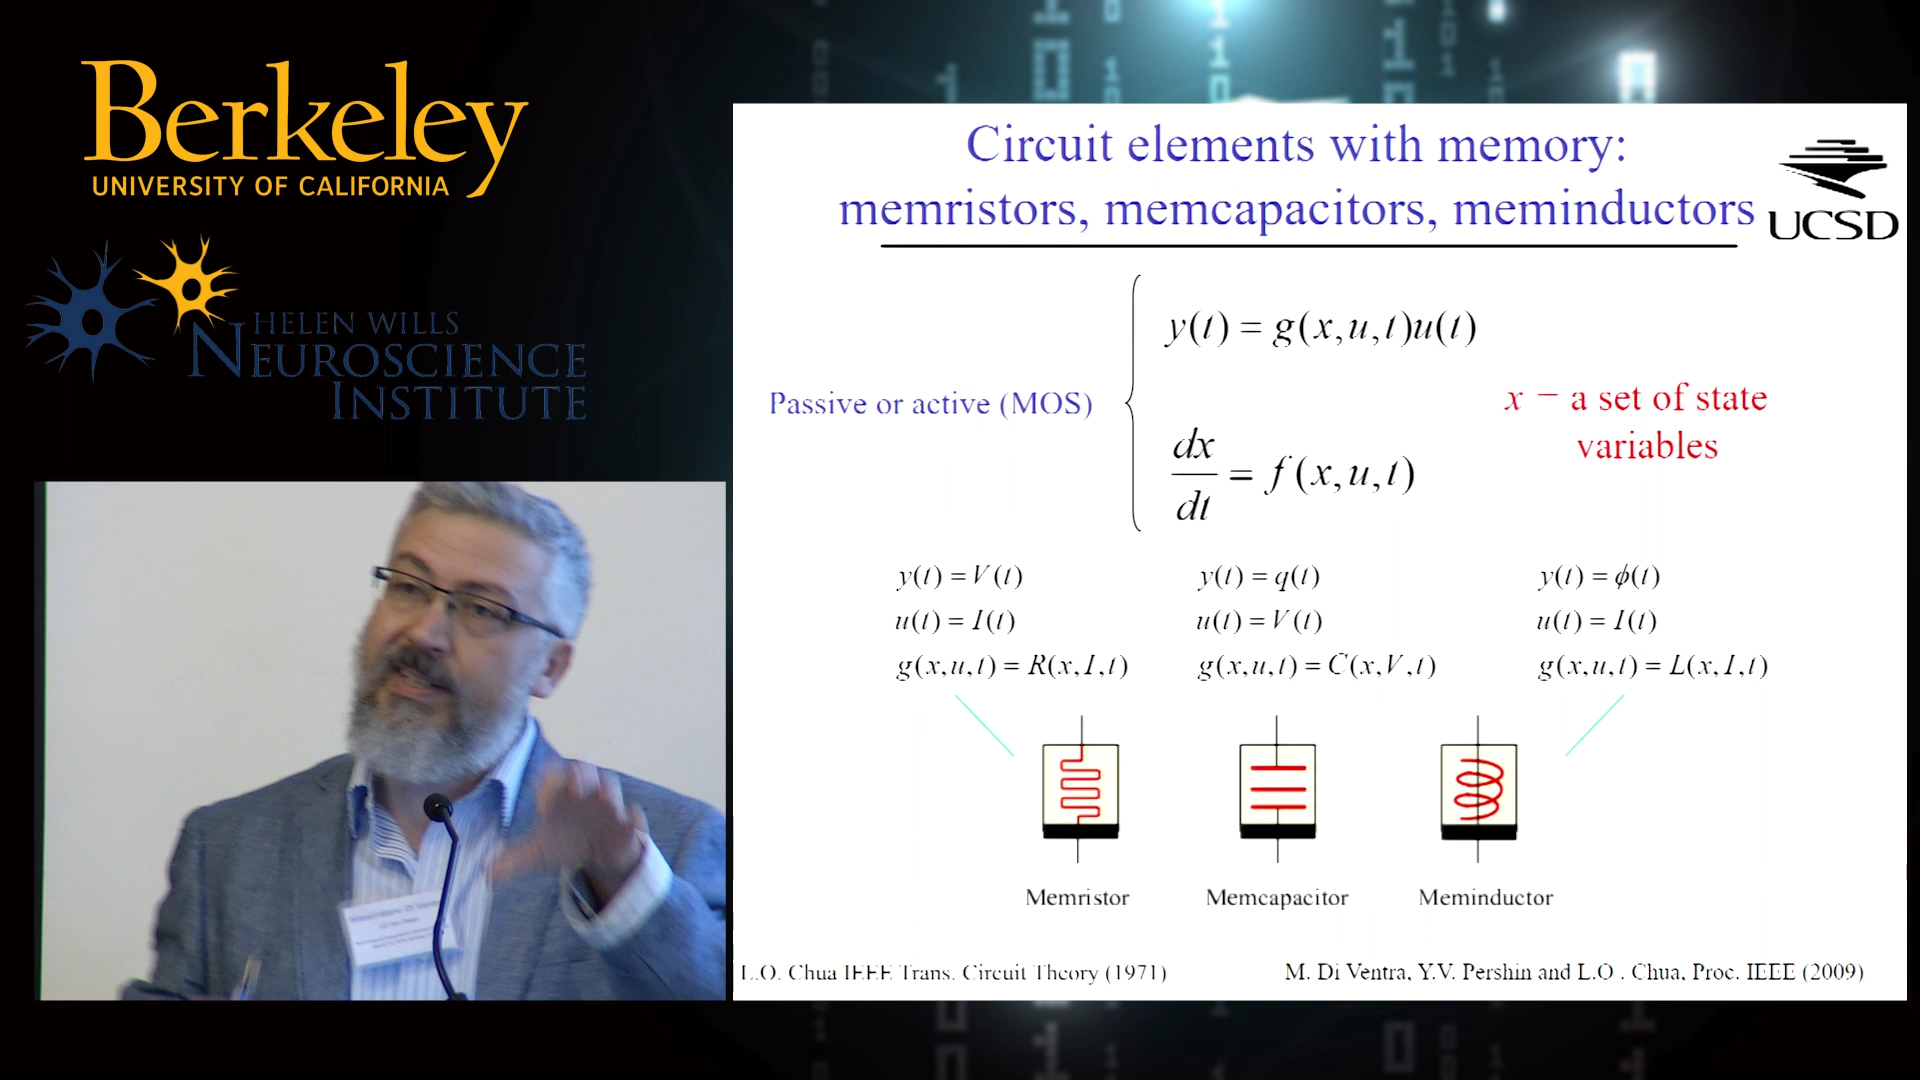 Berkeley
UNIVERSITY OF CALIFORNIA
HELEN WILLS
NEUROSCIENCE
INSTITUTE
Circuit elements with memory:
memristors, memcapacitors, meminductors
UCSD
Passive or active (MOS)
y(t) = g(x,u,t)u(t)
dx/dt = f(x,u,t)
x – a set of state
variables
y(t) = V(t)
u(t) = I(t)
g(x,u,t) = R(x,I,t)
y(t) = q(t)
u(t) = V(t)
g(x,u,t) = C(x,V,t)
y(t) = ϕ(t)
u(t) = I(t)
g(x,u,t) = L(x,I,t)
Memristor
Memcapacitor
Meminductor
L.O. Chua IEEE Trans. Circuit Theory (1971)
M. Di Ventra, Y.V. Pershin and L.O. Chua, Proc. IEEE (2009)